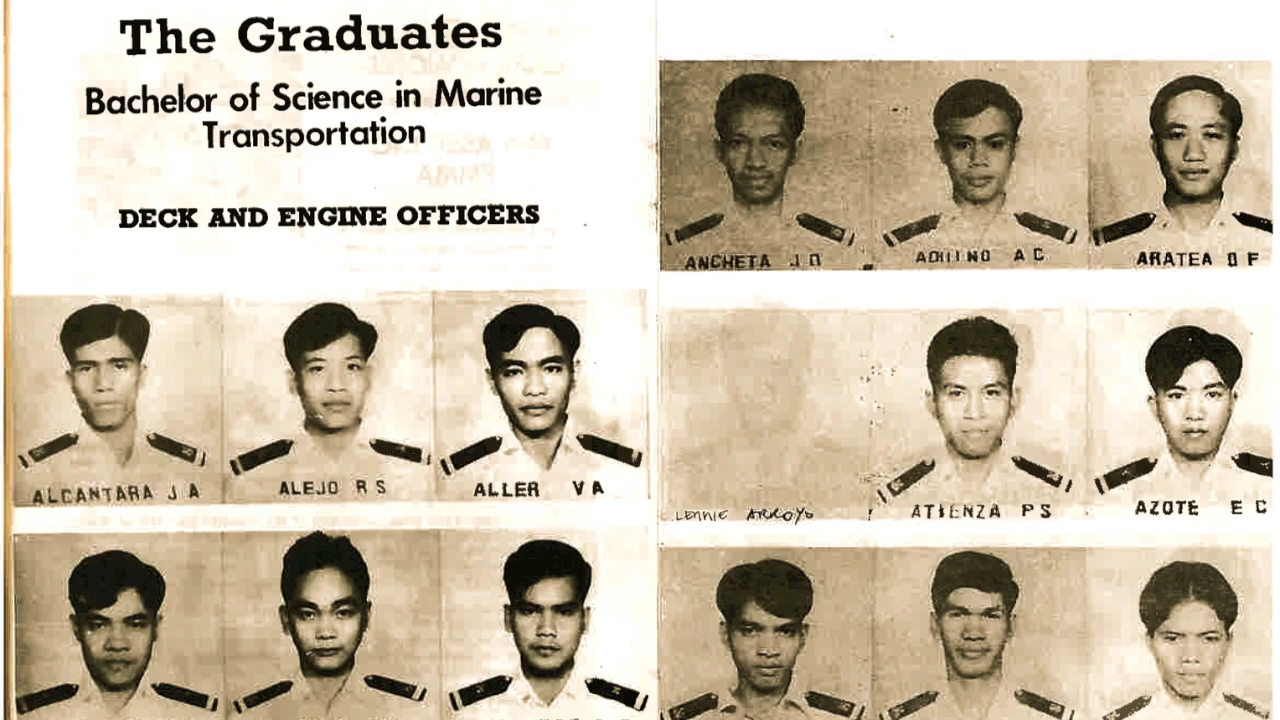 The Graduates
Bachelor of Science in Marine
Transportation
DECK AND ENGINE OFFICERS
ALCANTARA J A
ALEJO R S
ALLER V A
ANCHETA J
A C
ARATEA F
LENNIE ARROYO
ATIENZA P S
AZOTE E C